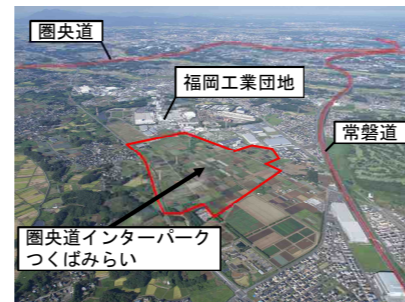 圏央道
福岡工業団地
常磐道
圏央道インターパーク
つくばみらい